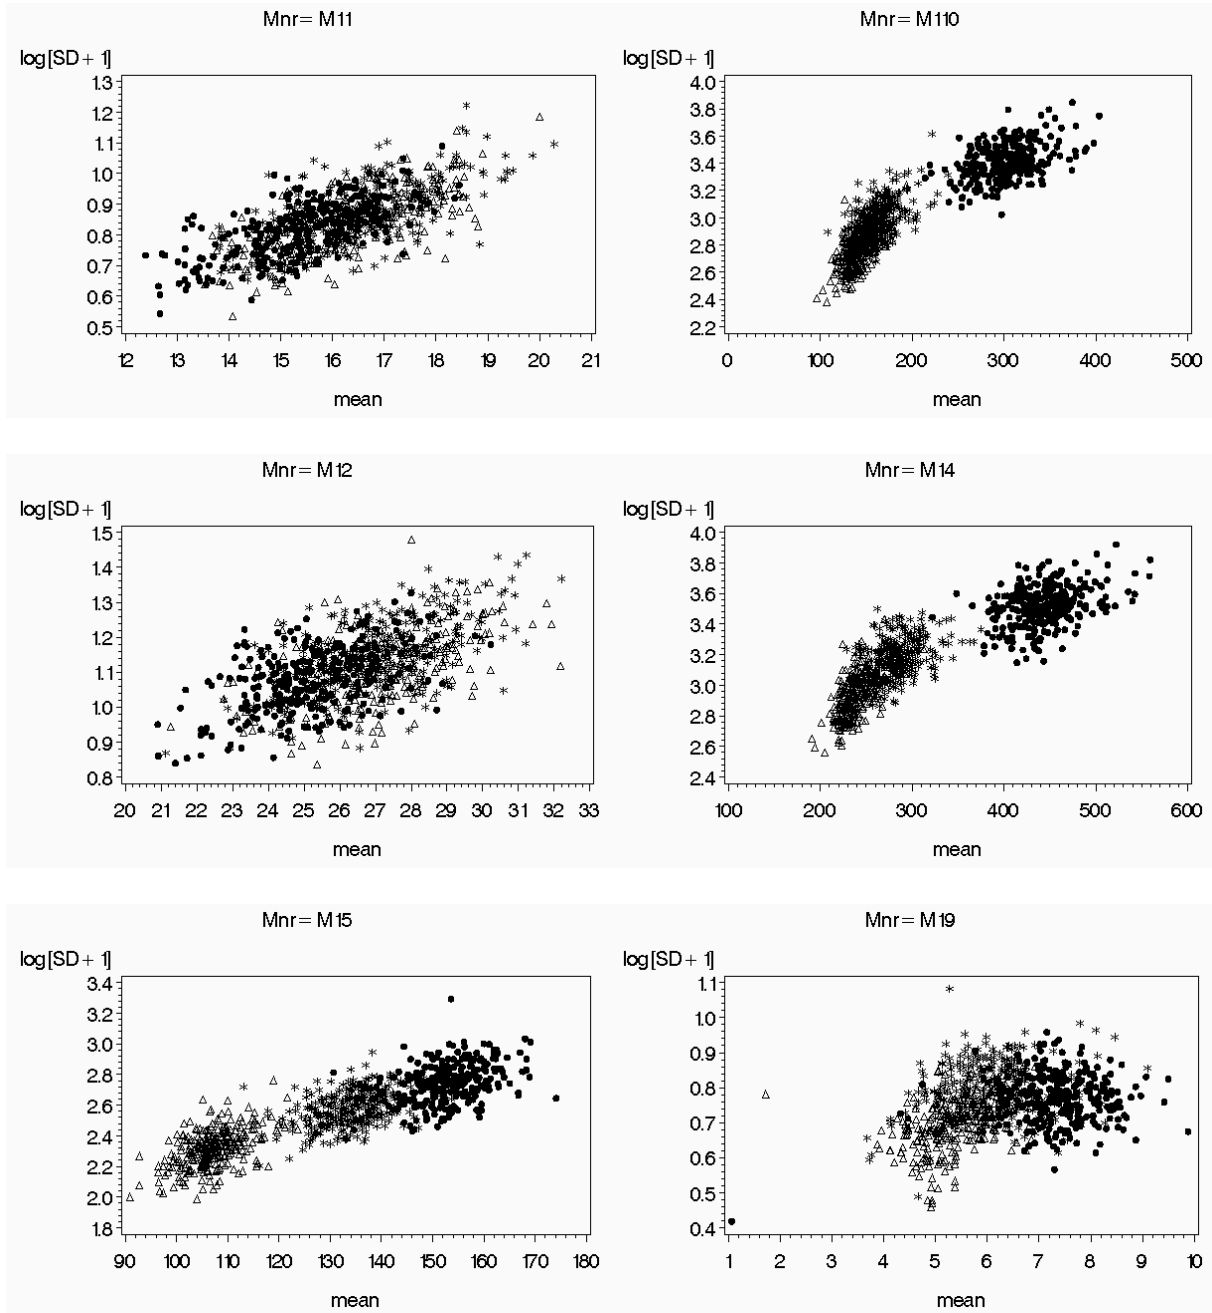 Mnr= M11
log[SD + 1]
1.3
1.2
1.1
1.0
0.9
0.8
0.7
0.6
0.5
12 13 14 15 16 17 18 19 20 21
mean
Mnr= M110
log[SD + 1]
4.0
3.8
3.6
3.4
3.2
3.0
2.8
2.6
2.4
2.2
0 100 200 300 400 500
mean
Mnr= M12
log[SD + 1]
1.5
1.4
1.3
1.2
1.1
1.0
0.9
0.8
20 21 22 23 24 25 26 27 28 29 30 31 32 33
mean
Mnr= M14
log[SD + 1]
4.0
3.8
3.6
3.4
3.2
3.0
2.8
2.6
2.4
100 200 300 400 500 600
mean
Mnr= M15
log[SD + 1]
3.4
3.2
3.0
2.8
2.6
2.4
2.2
2.0
1.8
90 100 110 120 130 140 150 160 170 180
mean
Mnr= M19
log[SD + 1]
1.1
1.0
0.9
0.8
0.7
0.6
0.5
0.4
1 2 3 4 5 6 7 8 9 10
mean